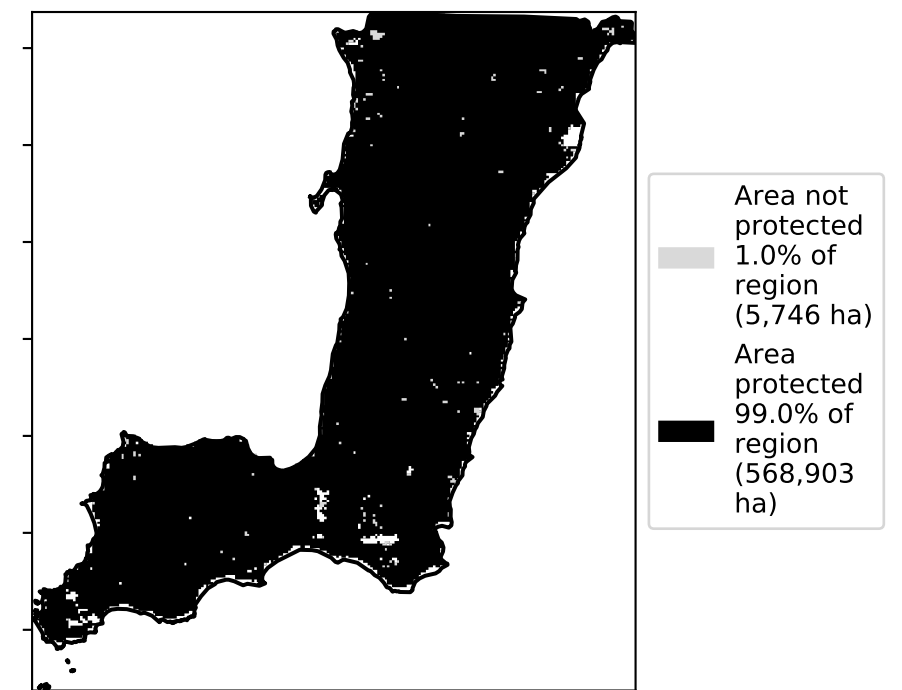 Area not
protected
1.0% of
region
(5,746 ha)
Area
protected
99.0% of
region
(568,903
ha)